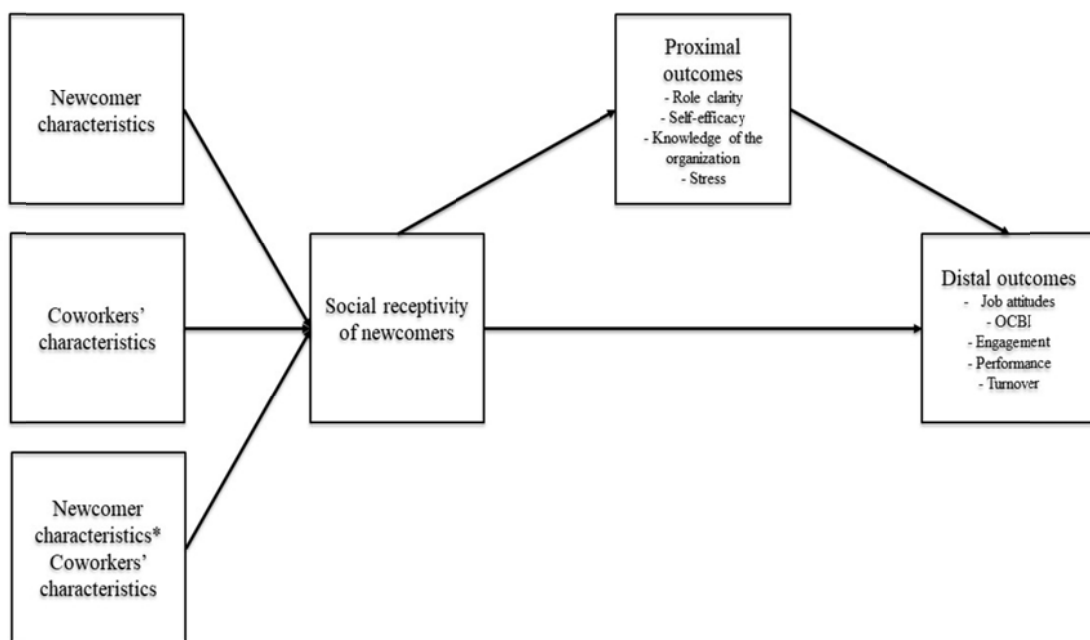 Newcomer
characteristics
Coworkers'
characteristics
Newcomer
characteristics*
Coworkers'
characteristics
Social receptivity
of newcomers
Proximal
outcomes
- Role clarity
- Self-efficacy
- Knowledge of the
organization
- Stress
Distal outcomes
- Job attitudes
- OCBI
- Engagement
- Performance
- Turnover